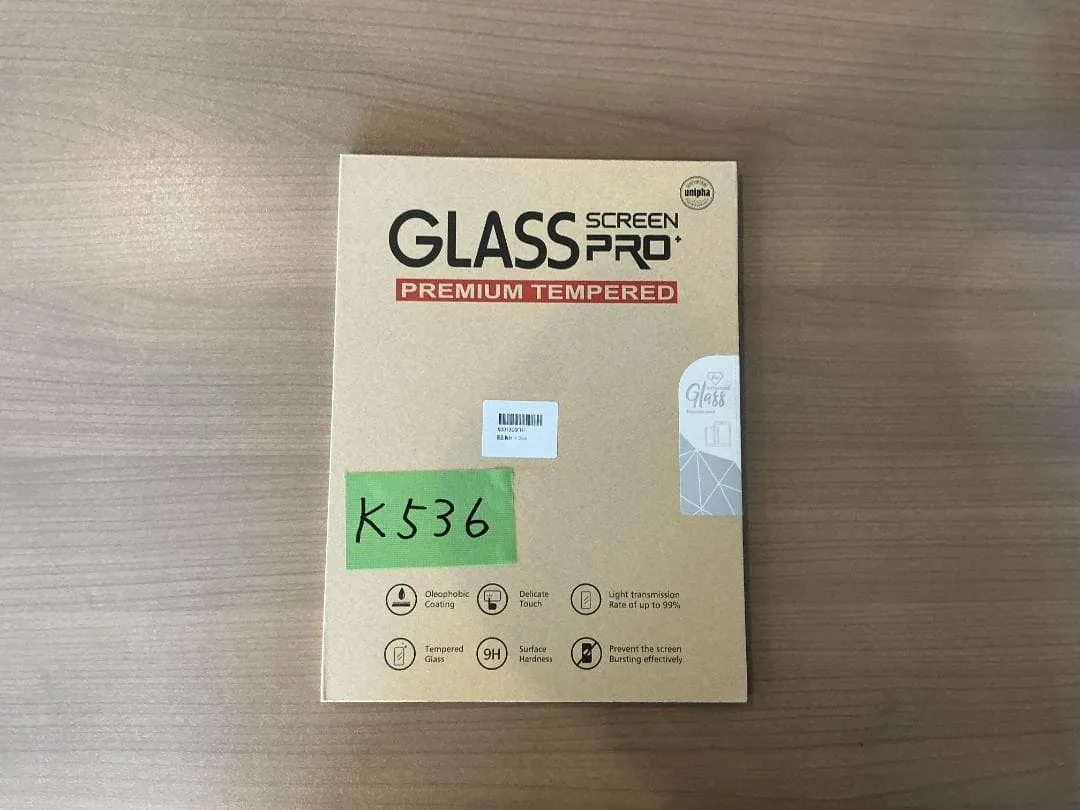 unipha
GLASS SCREEN PRO+
PREMIUM TEMPERED
Glass
K536
Oleophobic
Coating
Delicate
Touch
Light transmission
Rate of up to 99%
Tempered
Glass
9H
Surface
Hardness
Prevent the screen
Bursting effectively